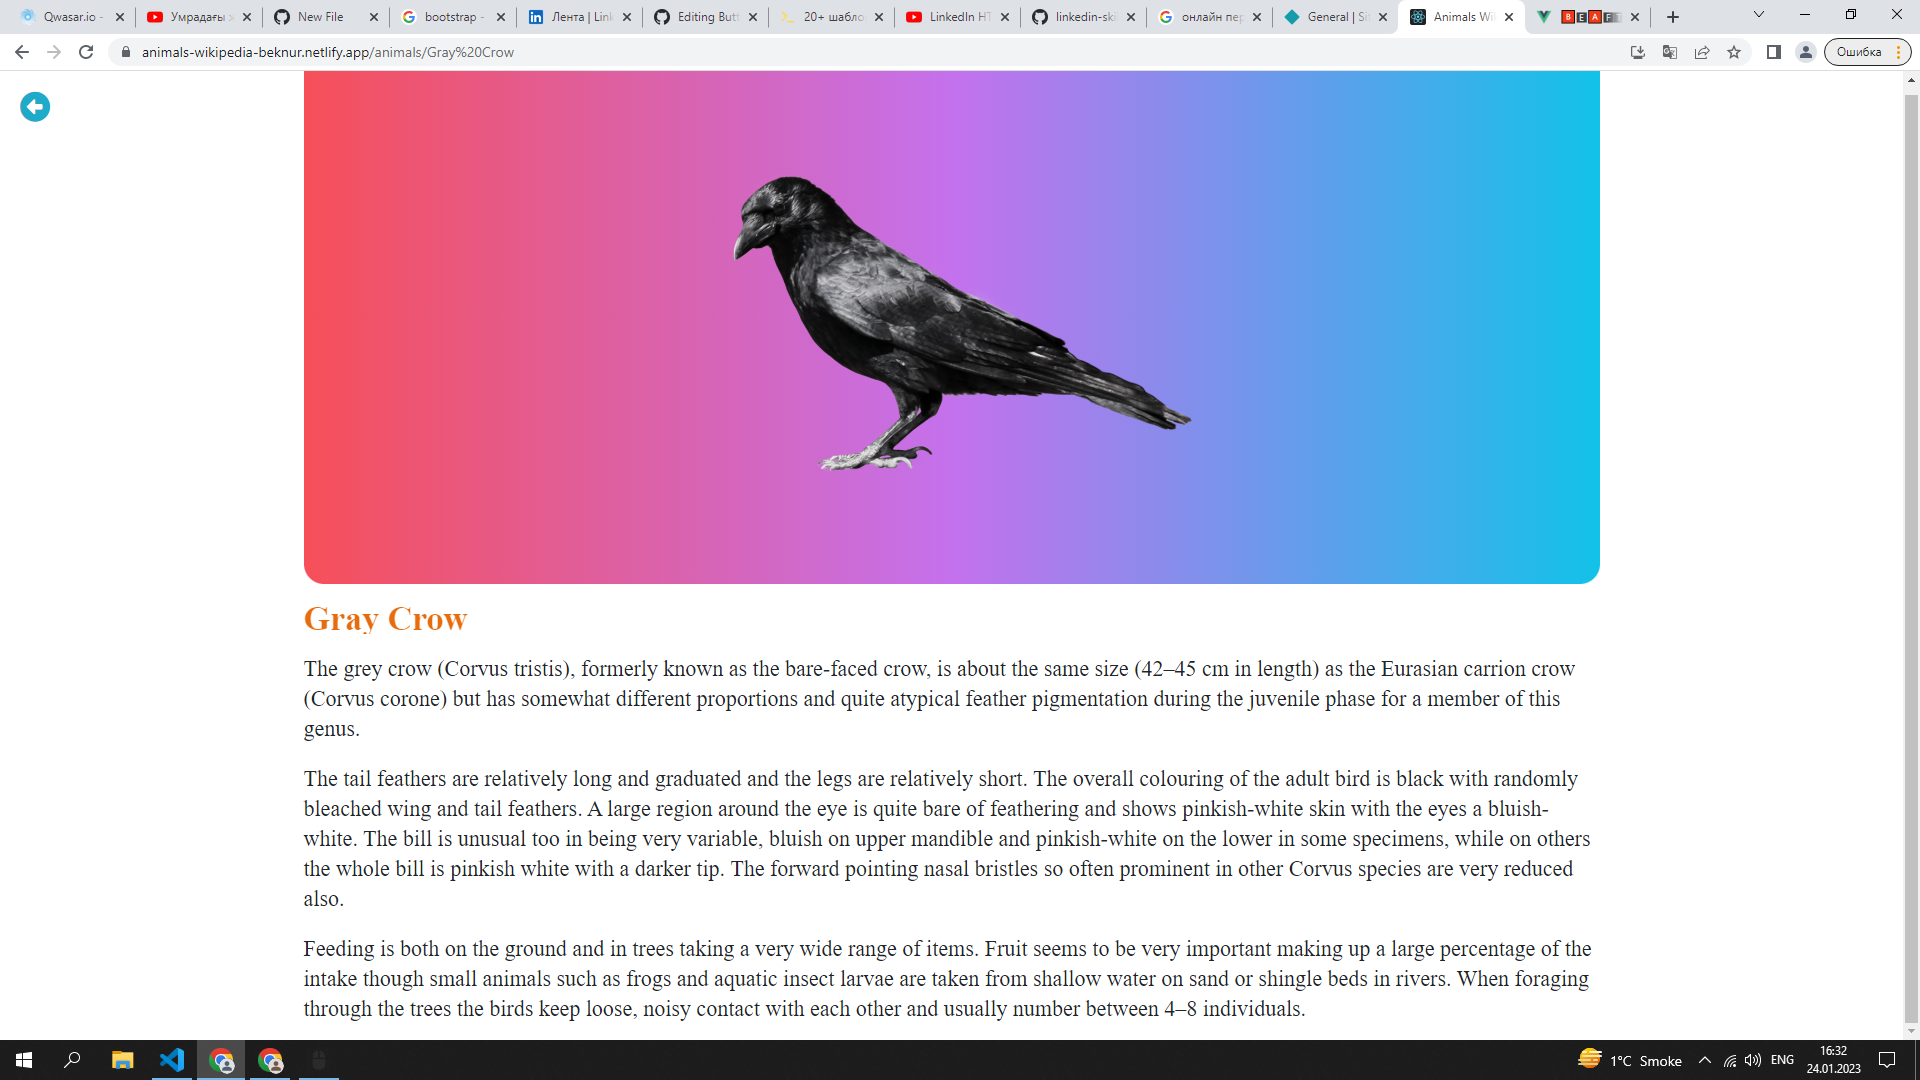 Qwasar.io -
Умрадағы
New File
bootstrap -
Лента | Link
Editing Butt
20+ шабло
LinkedIn HT
linkedin-ski
онлайн пер
General | Sit
Animals Wi
BEAF
animals-wikipedia-beknur.netlify.app/animals/Gray%20Crow
Ошибка
Gray Crow
The grey crow (Corvus tristis), formerly known as the bare-faced crow, is about the same size (42–45 cm in length) as the Eurasian carrion crow
(Corvus corone) but has somewhat different proportions and quite atypical feather pigmentation during the juvenile phase for a member of this
genus.
The tail feathers are relatively long and graduated and the legs are relatively short. The overall colouring of the adult bird is black with randomly
bleached wing and tail feathers. A large region around the eye is quite bare of feathering and shows pinkish-white skin with the eyes a bluish-
white. The bill is unusual too in being very variable, bluish on upper mandible and pinkish-white on the lower in some specimens, while on others
the whole bill is pinkish white with a darker tip. The forward pointing nasal bristles so often prominent in other Corvus species are very reduced
also.
Feeding is both on the ground and in trees taking a very wide range of items. Fruit seems to be very important making up a large percentage of the
intake though small animals such as frogs and aquatic insect larvae are taken from shallow water on sand or shingle beds in rivers. When foraging
through the trees the birds keep loose, noisy contact with each other and usually number between 4–8 individuals.
1°C Smoke
ENG
16:32
24.01.2023